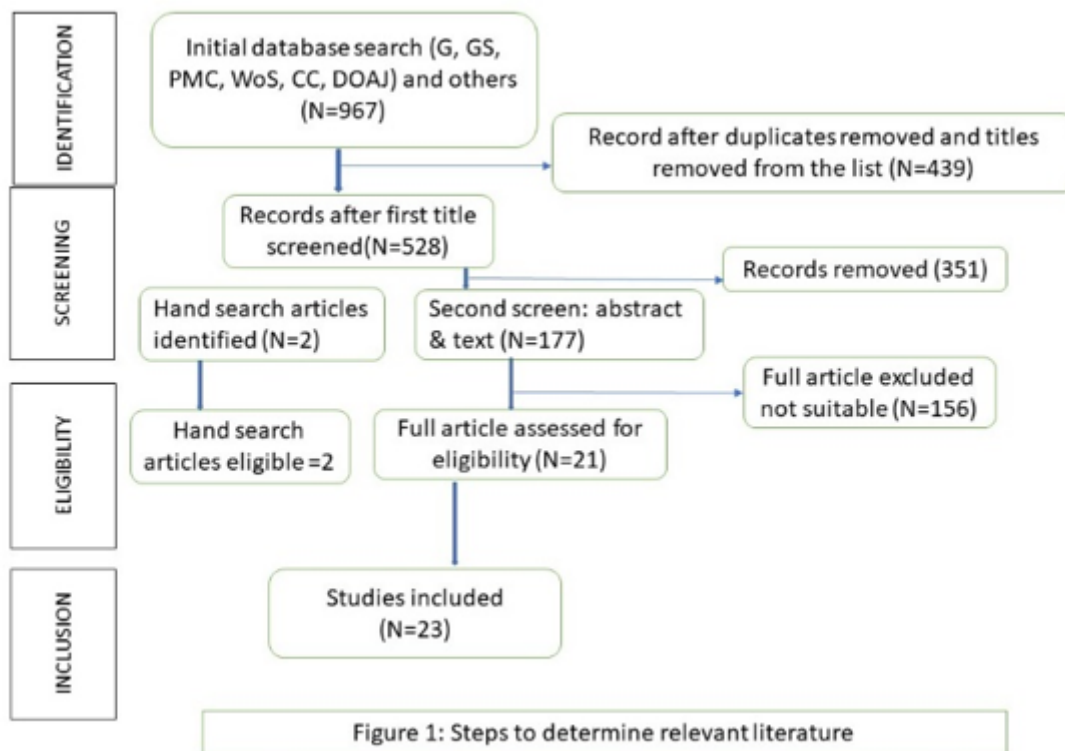 IDENTIFICATION
Initial database search (G, GS,
PMC, WoS, CC, DOAJ) and others
(N=967)
Record after duplicates removed and titles
removed from the list (N=439)
SCREENING
Records after first title
screened(N=528)
Records removed (351)
Hand search articles
identified (N=2)
Second screen: abstract
& text (N=177)
Full article excluded
not suitable (N=156)
ELIGIBILITY
Hand search
articles eligible =2
Full article assessed for
eligibility (N=21)
INCLUSION
Studies included
(N=23)
Figure 1: Steps to determine relevant literature